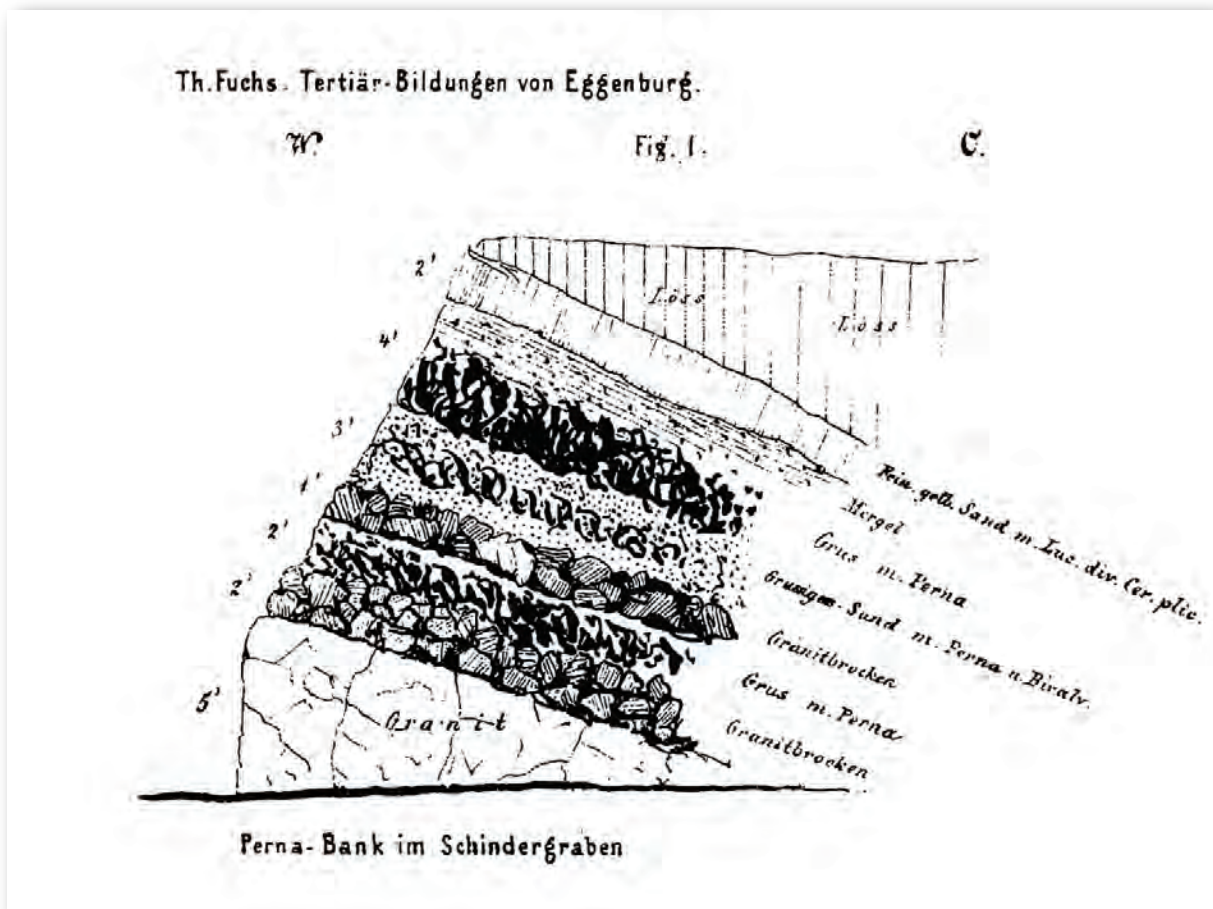 Th. Fuchs. Tertiär-Bildungen von Eggenburg.
W. Fig. 1. O.
2'
4'
3'
1'
2'
2'
5'
Löss
Löss
Fein. gelb. Sand m. Luc. div. Cer. plic.
Mergel
Grus m. Perna
Grusiger Sand m. Perna u. Bivalv.
Granitbrocken
Grus m. Perna
Granitbrocken
Granit
Perna-Bank im Schindergraben